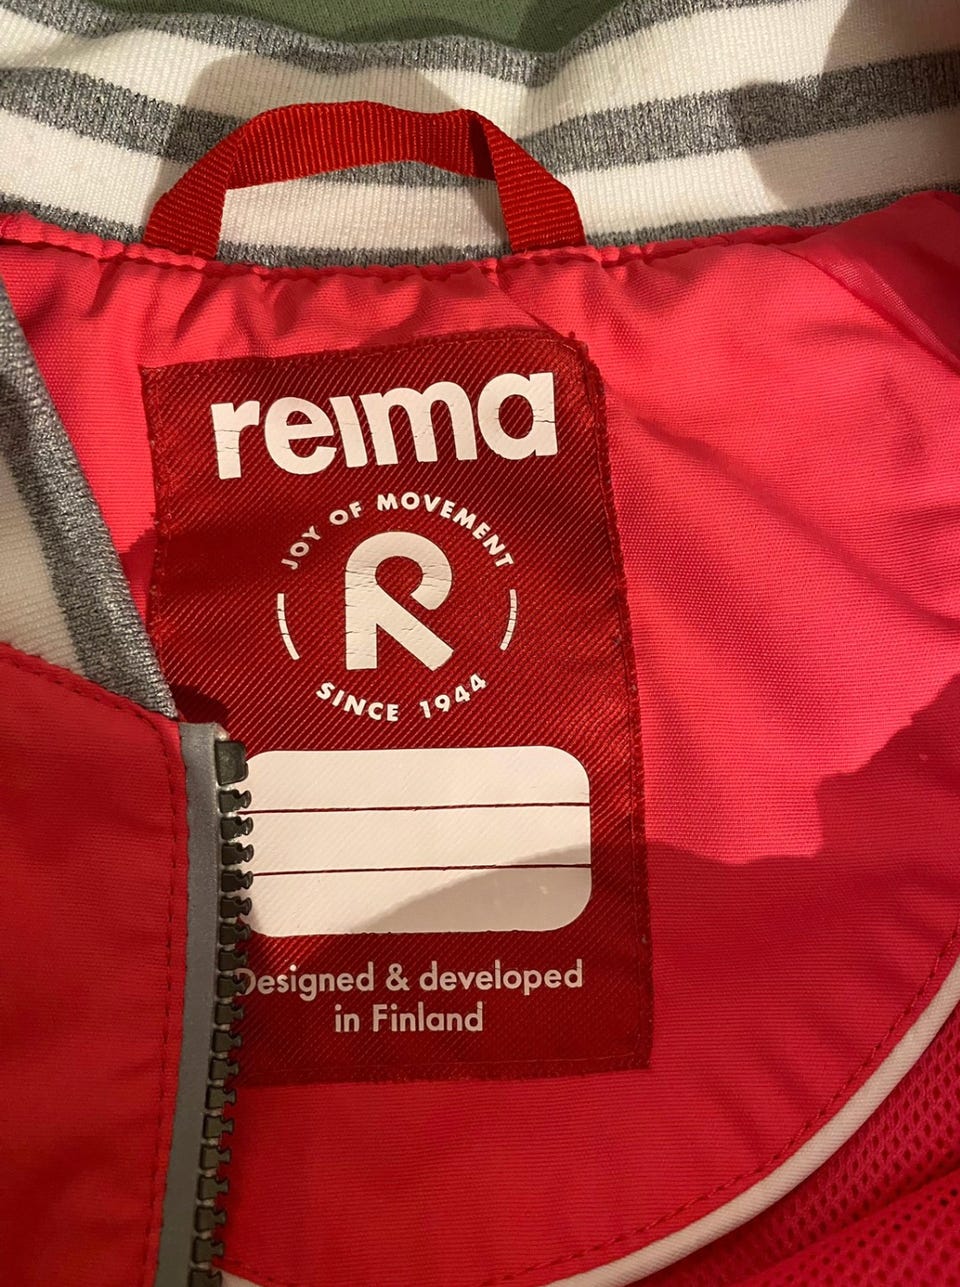 reima
JOY OF MOVEMENT
R
SINCE 1944
Designed & developed
in Finland